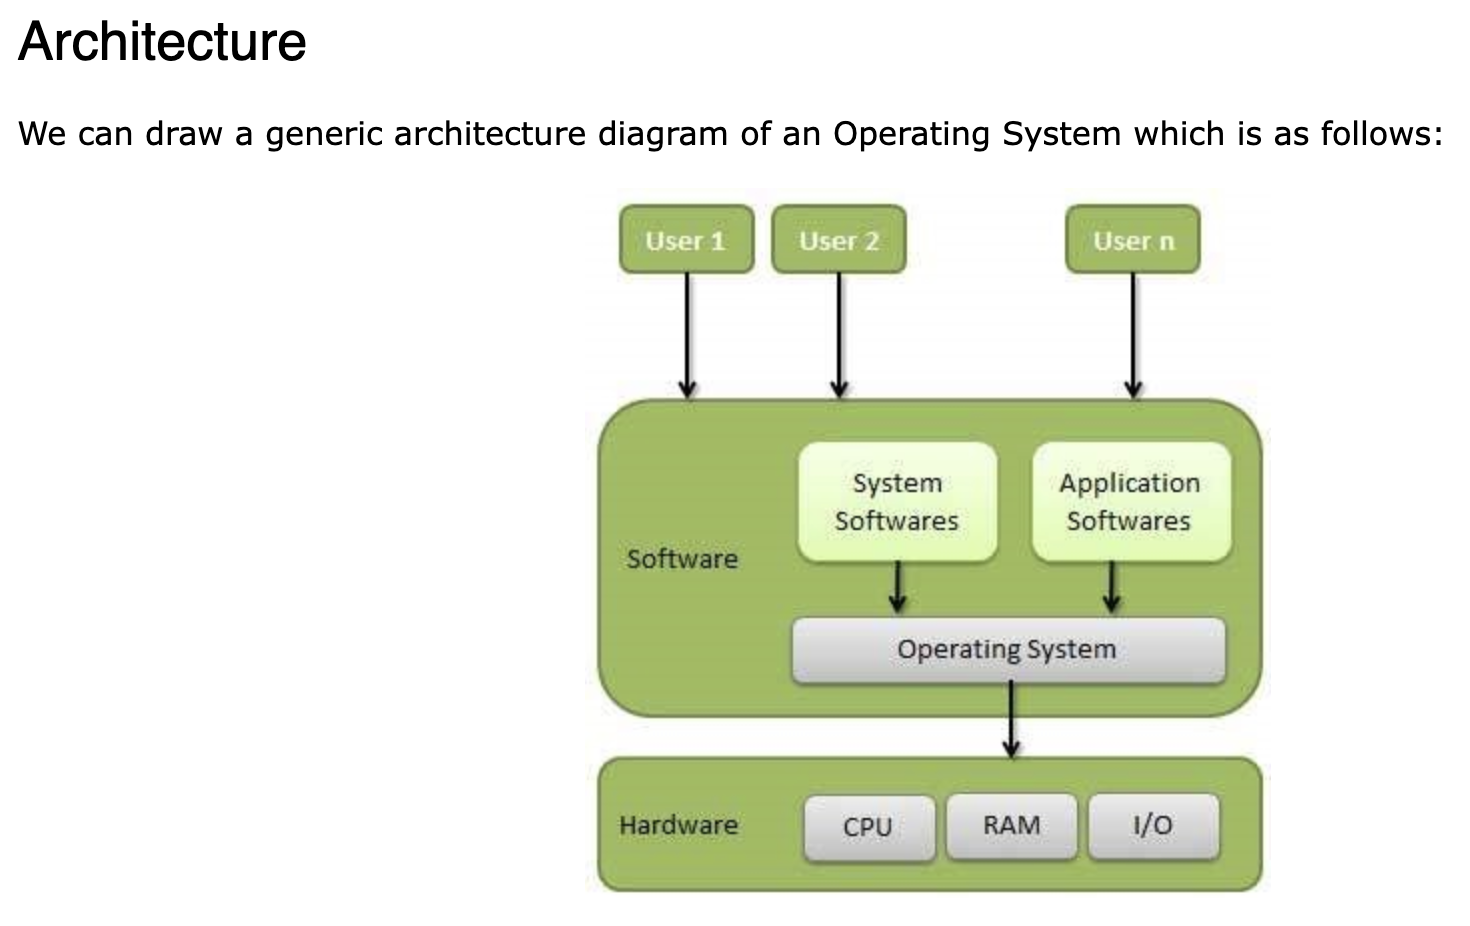 Architecture
We can draw a generic architecture diagram of an Operating System which is as follows:
User 1
User 2
User n
System
Softwares
Application
Softwares
Software
Operating System
Hardware
CPU
RAM
I/O